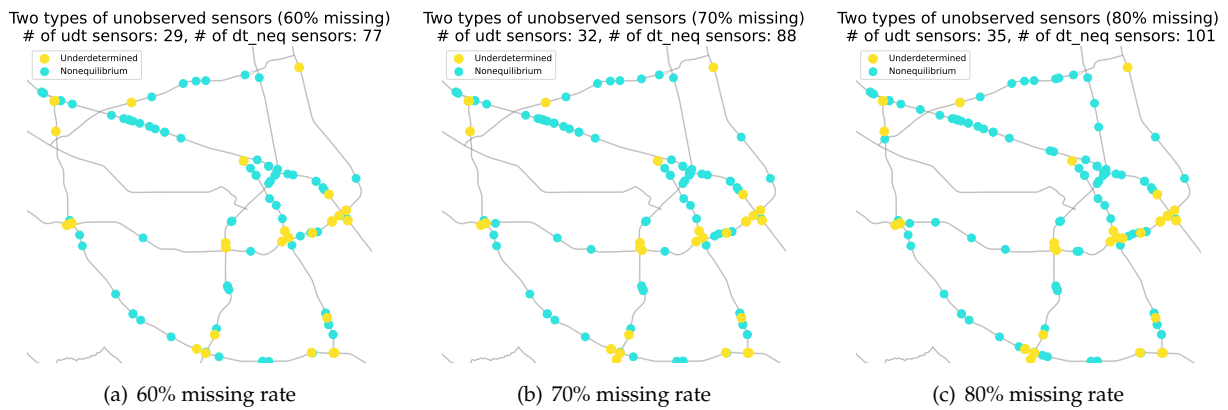 Two types of unobserved sensors (60% missing)
# of udt sensors: 29, # of dt_neq sensors: 77
Underdetermined
Nonequilibrium
(a) 60% missing rate
Two types of unobserved sensors (70% missing)
# of udt sensors: 32, # of dt_neq sensors: 88
Underdetermined
Nonequilibrium
(b) 70% missing rate
Two types of unobserved sensors (80% missing)
# of udt sensors: 35, # of dt_neq sensors: 101
Underdetermined
Nonequilibrium
(c) 80% missing rate